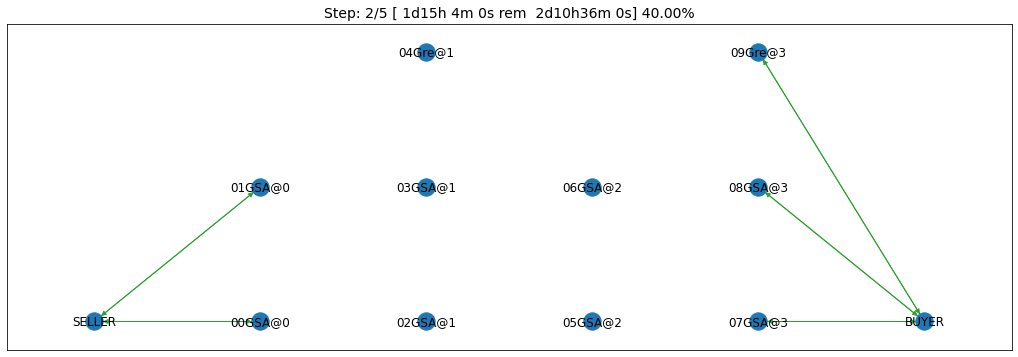 Step: 2/5 [ 1d15h 4m 0s rem  2d10h36m 0s] 40.00%
04Gre@1 09Gre@3
01GSA@0 03GSA@1 06GSA@2 08GSA@3
SELLER 00GSA@0 02GSA@1 05GSA@2 07GSA@3 BUYER